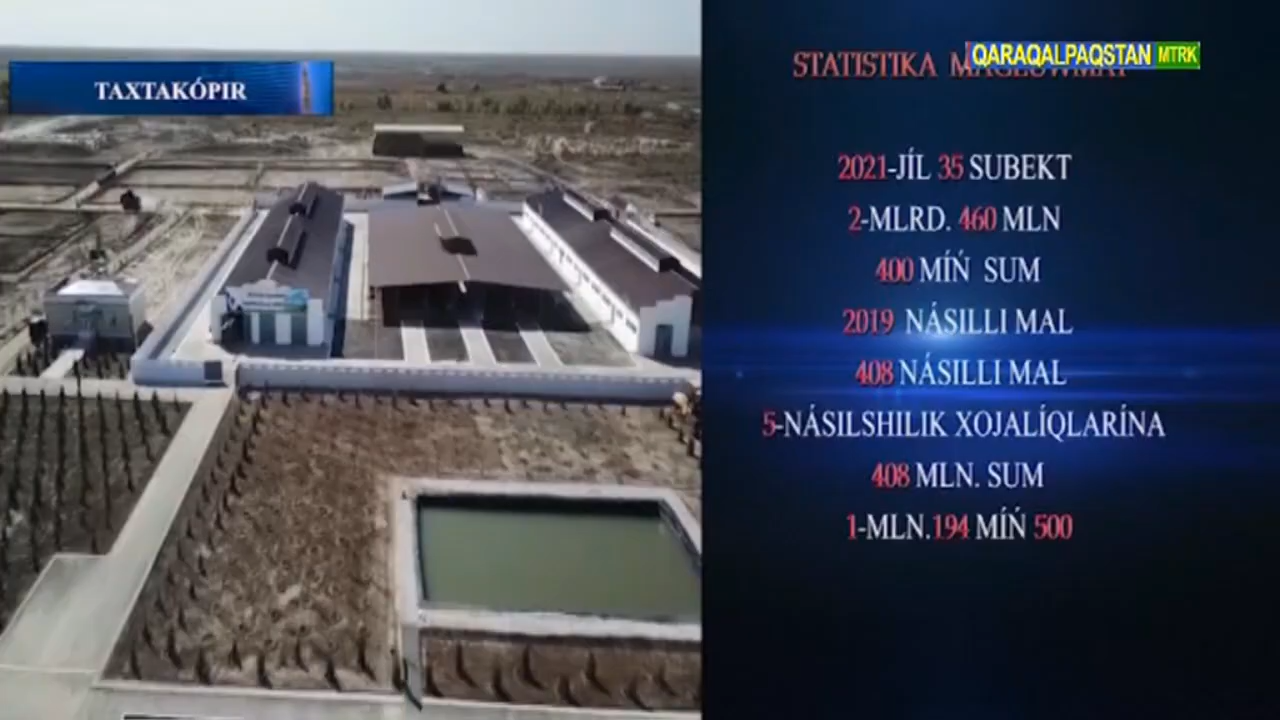 TAXTAKÓPIR
QARAQALPAQSTAN MTRK
STATISTIKA
2021-JÍL 35 SUBEKT
2-MLRD. 460 MLN
400 MÍŃ SUM
2019 NÁSILLI MAL
408 NÁSILLI MAL
5-NÁSILSHILIK XOJALÍQLARÍNA
408 MLN. SUM
1-MLN.194 MÍŃ 500